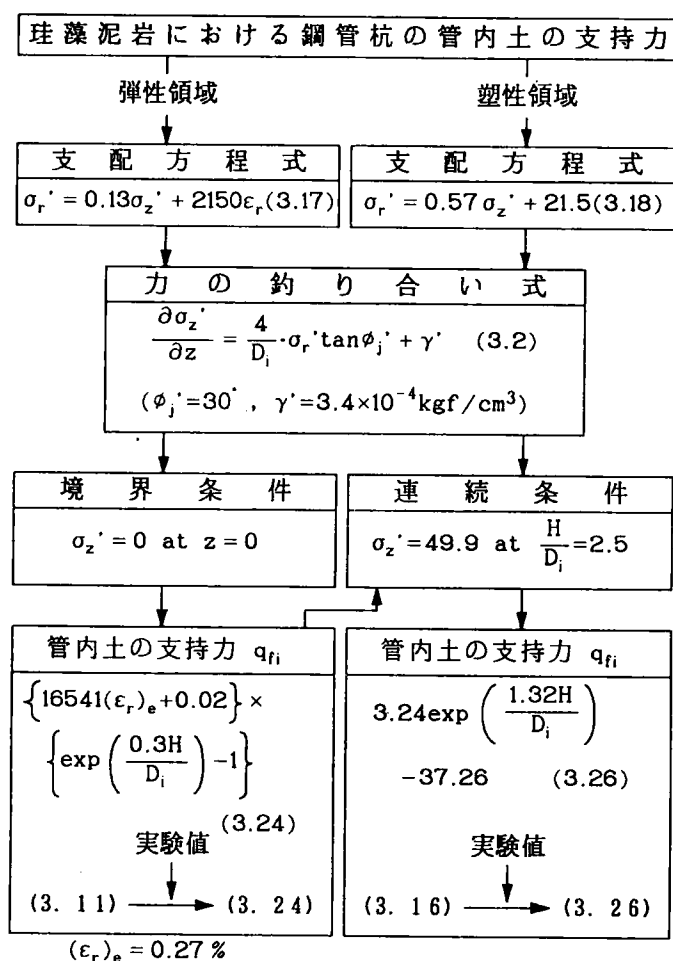 珪藻泥岩における鋼管杭の管内土の支持力
弾性領域
塑性領域
支配方程式
σr' = 0.13σz' + 2150εr(3.17)
支配方程式
σr' = 0.57σz' + 21.5(3.18)
力の釣り合い式
∂σz'/∂z = 4/Di・σr'tanφj' + γ' (3.2)
(φj'=30°, γ'=3.4×10⁻⁴kgf/cm³)
境界条件
σz'=0 at z=0
連続条件
σz'=49.9 at H/Di=2.5
管内土の支持力 qfi
{16541(εr)e+0.02}×
{exp(0.3H/Di)-1}
(3.24)
実験値
(3.11) → (3.24)
(εr)e = 0.27%
管内土の支持力 qfi
3.24exp(1.32H/Di)
-37.26 (3.26)
実験値
(3.16) → (3.26)